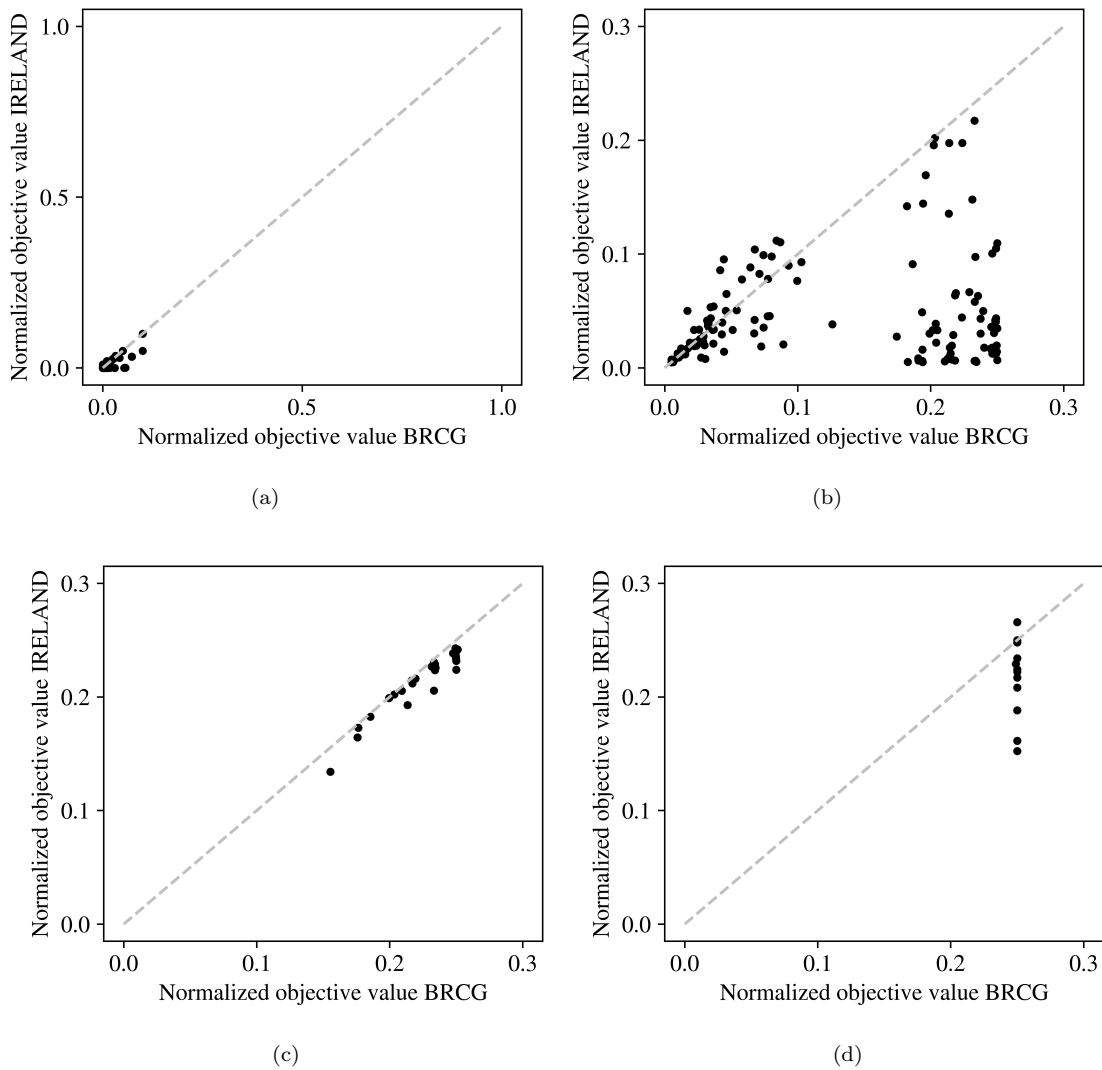 Normalized objective value IRELAND
1.0
0.5
0.0
0.0 0.5 1.0
Normalized objective value BRCG
(a)
Normalized objective value IRELAND
0.3
0.2
0.1
0.0
0.0 0.1 0.2 0.3
Normalized objective value BRCG
(b)
Normalized objective value IRELAND
0.3
0.2
0.1
0.0
0.0 0.1 0.2 0.3
Normalized objective value BRCG
(c)
Normalized objective value IRELAND
0.3
0.2
0.1
0.0
0.0 0.1 0.2 0.3
Normalized objective value BRCG
(d)